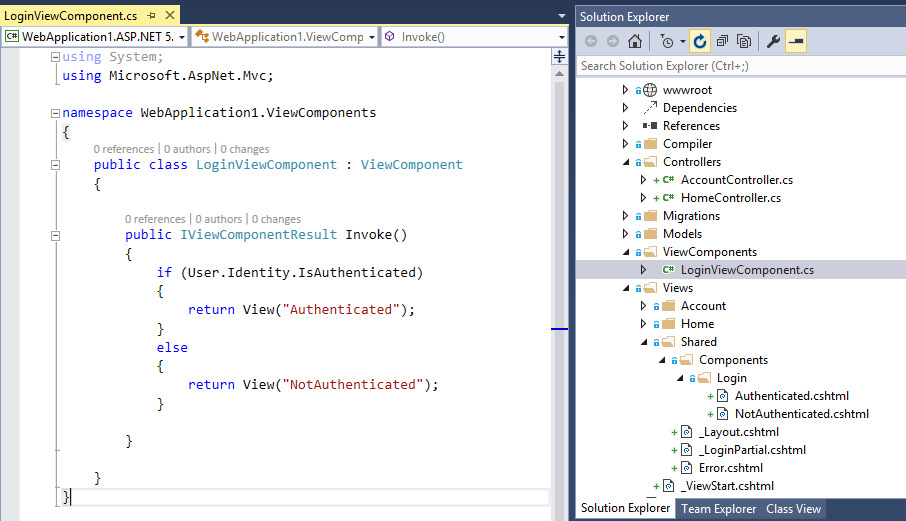 LoginViewComponent.cs
WebApplication1.ASP.NET 5.
WebApplication1.ViewComp
Invoke()
using System;
using Microsoft.AspNet.Mvc;
namespace WebApplication1.ViewComponents
{
0 references | 0 authors | 0 changes
public class LoginViewComponent : ViewComponent
{
0 references | 0 authors | 0 changes
public IViewComponentResult Invoke()
{
if (User.Identity.IsAuthenticated)
{
return View("Authenticated");
}
else
{
return View("NotAuthenticated");
}
}
}
}
Solution Explorer
Search Solution Explorer (Ctrl+;)
wwwroot
Dependencies
References
Compiler
Controllers
C# AccountController.cs
C# HomeController.cs
Migrations
Models
ViewComponents
C# LoginViewComponent.cs
Views
Account
Home
Shared
Components
Login
Authenticated.cshtml
NotAuthenticated.cshtml
_Layout.cshtml
_LoginPartial.cshtml
Error.cshtml
_ViewStart.cshtml
Solution Explorer
Team Explorer
Class View